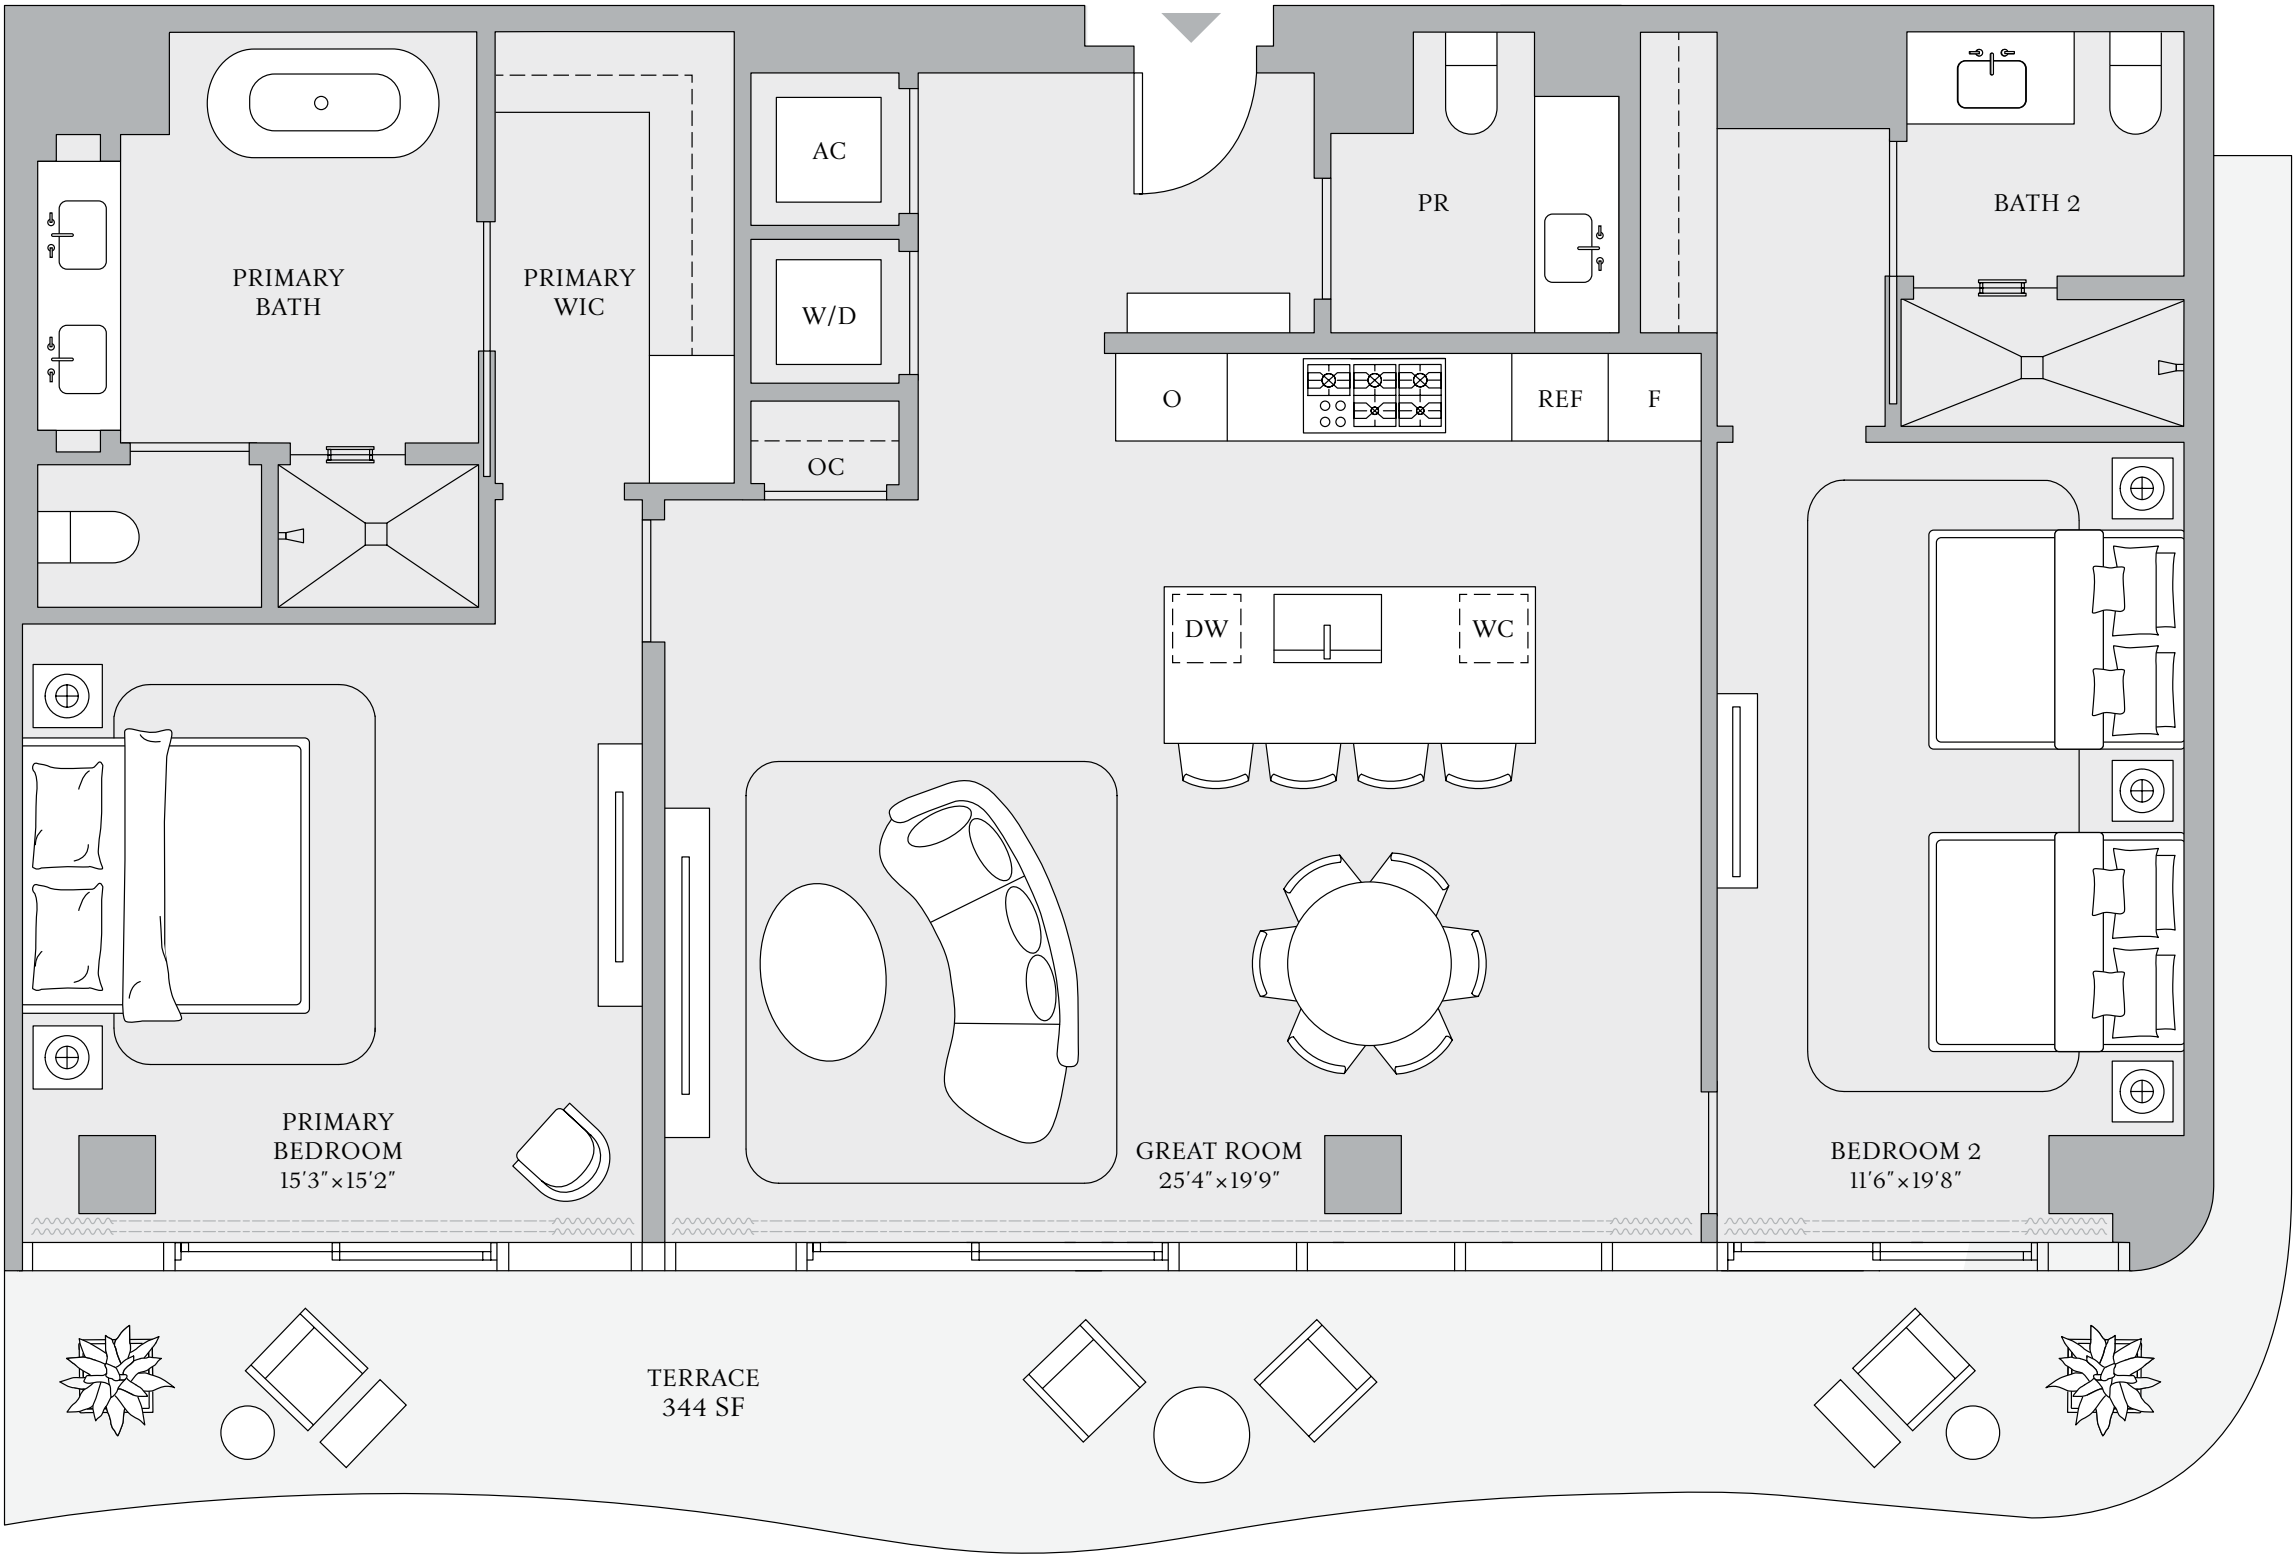 AC
PR
BATH 2
PRIMARY
BATH
PRIMARY
WIC
W/D
O
REF
F
OC
DW
WC
PRIMARY
BEDROOM
15'3"×15'2"
GREAT ROOM
25'4"×19'9"
BEDROOM 2
11'6"×19'8"
TERRACE
344 SF